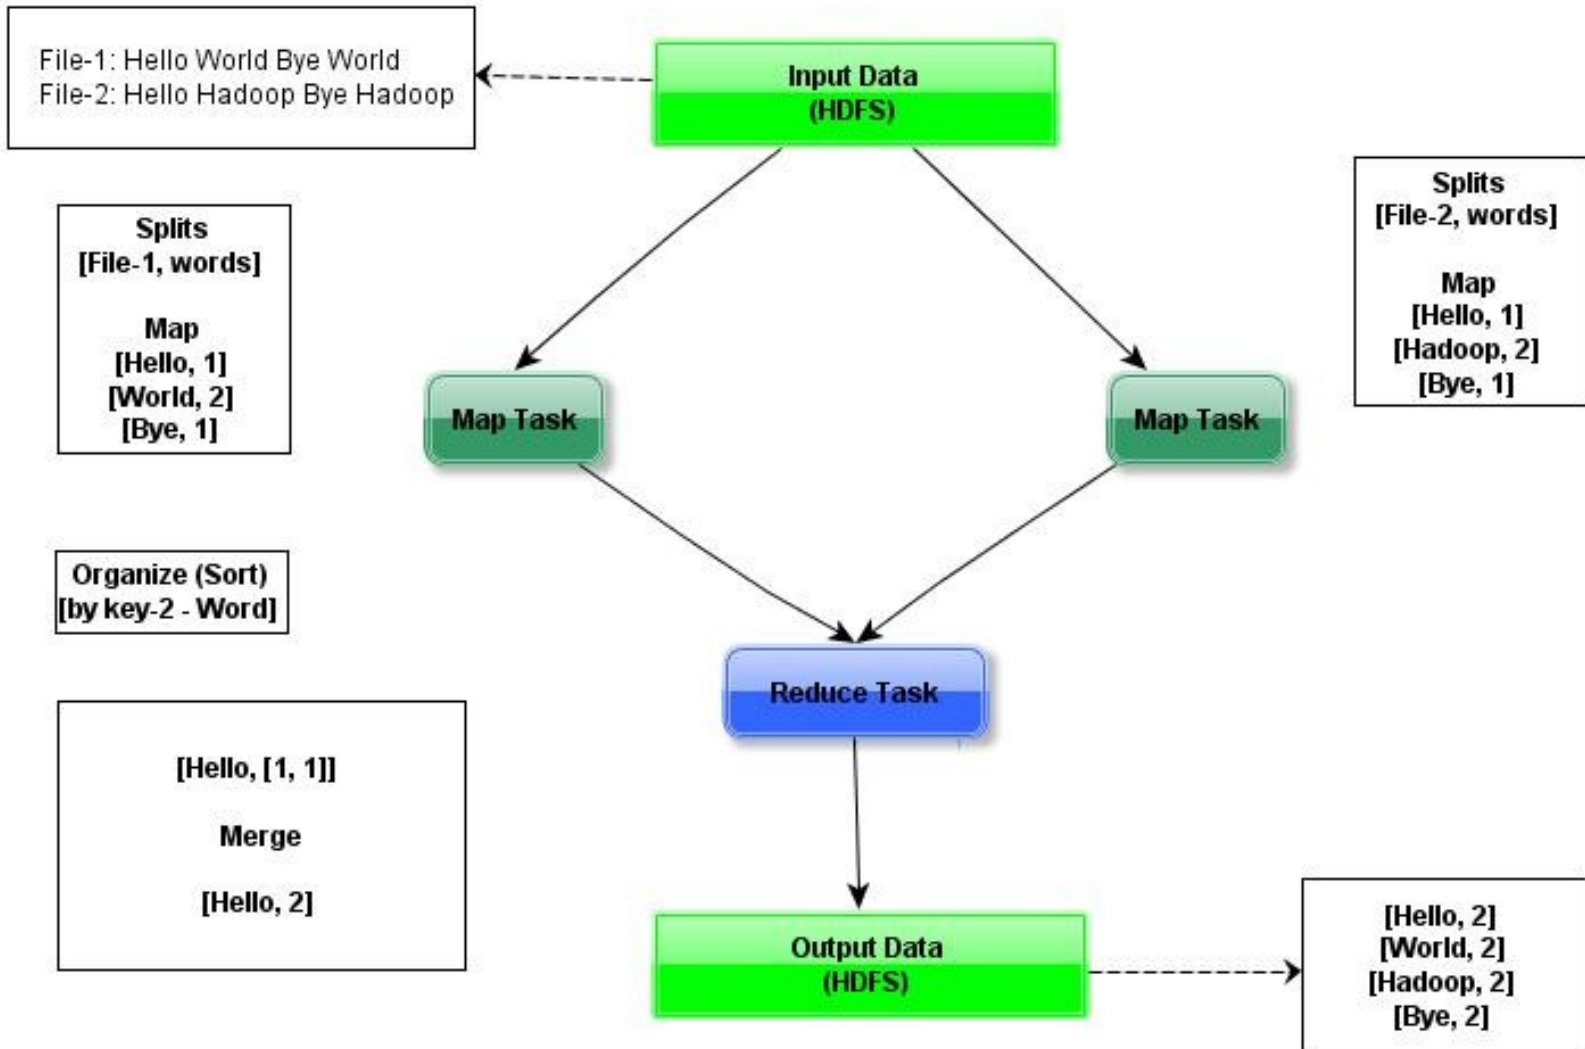 File-1: Hello World Bye World
File-2: Hello Hadoop Bye Hadoop
Input Data
(HDFS)
Splits
[File-1, words]
Map
[Hello, 1]
[World, 2]
[Bye, 1]
Splits
[File-2, words]
Map
[Hello, 1]
[Hadoop, 2]
[Bye, 1]
Map Task
Map Task
Organize (Sort)
[by key-2 - Word]
Reduce Task
[Hello, [1, 1]]
Merge
[Hello, 2]
Output Data
(HDFS)
[Hello, 2]
[World, 2]
[Hadoop, 2]
[Bye, 2]